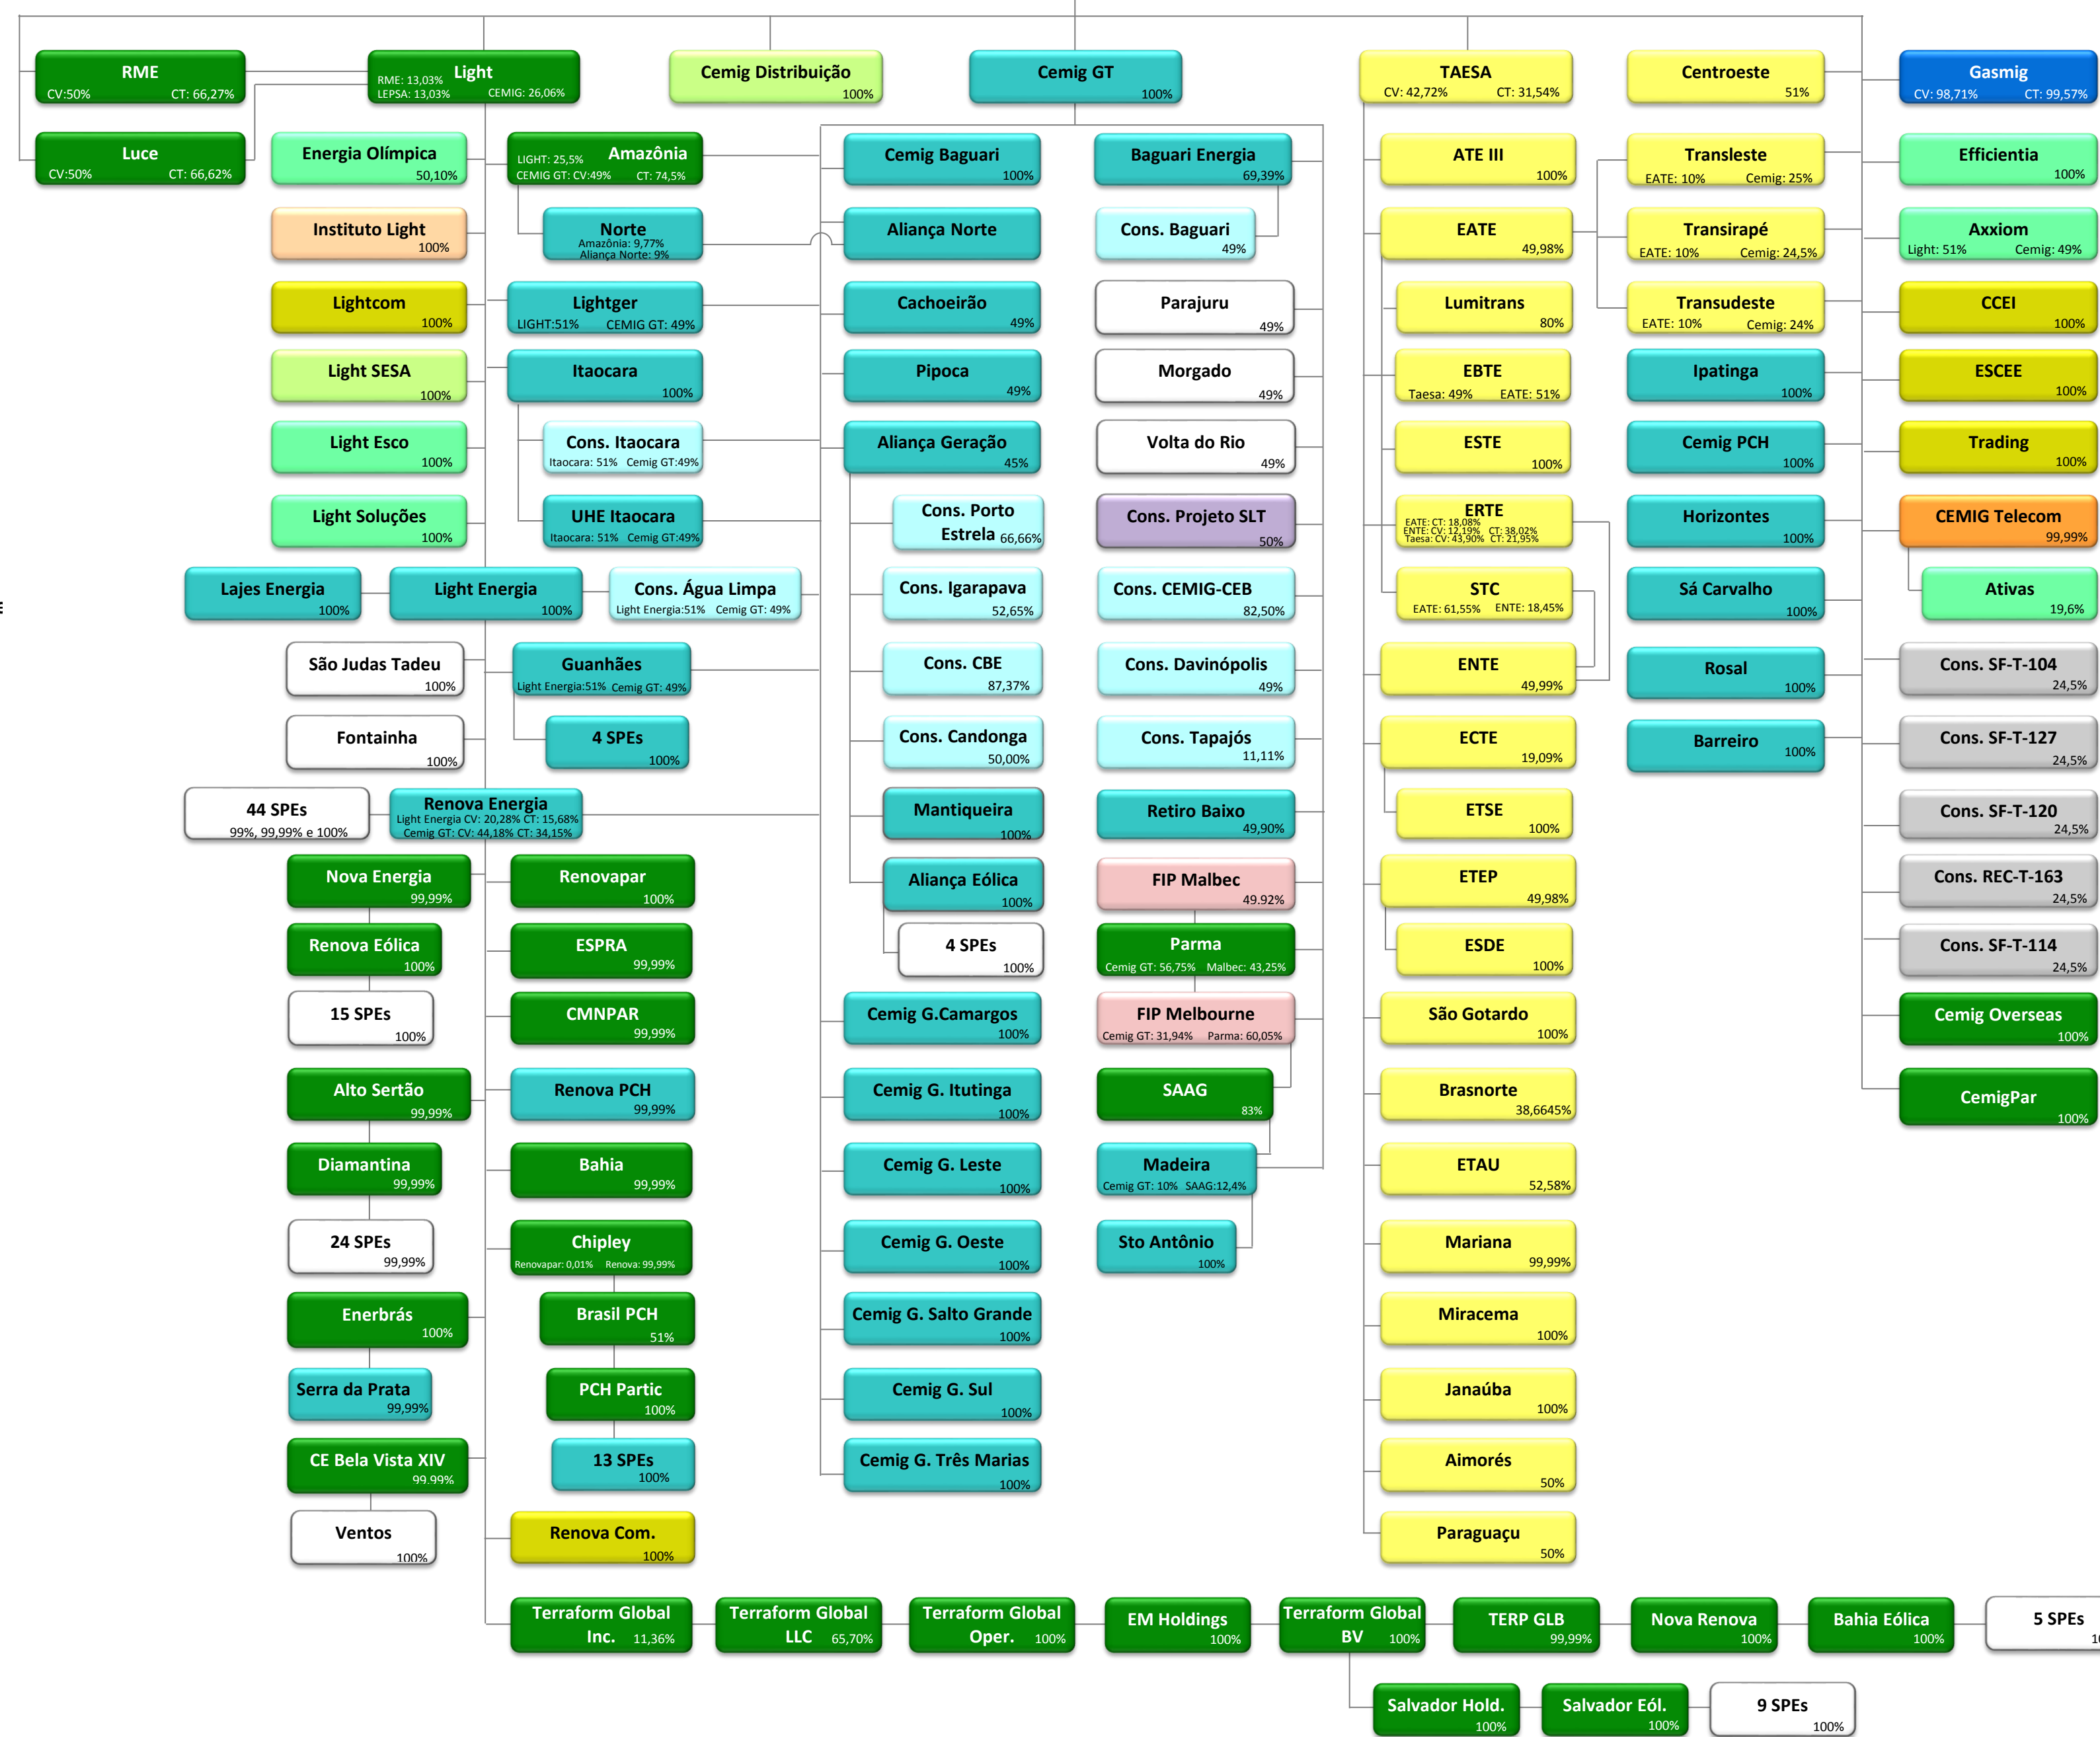 RME
CV:50% CT: 66,27%
Light
RME: 13,03%
LEPSA: 13,03% CEMIG: 26,06%
Cemig Distribuição
100%
Cemig GT
100%
TAESA
CV: 42,72% CT: 31,54%
Centroeste
51%
Gasmig
CV: 98,71% CT: 99,57%
Luce
CV:50% CT: 66,62%
Energia Olímpica
50,10%
Amazônia
LIGHT: 25,5%
CEMIG GT: CV:49% CT: 74,5%
Cemig Baguari
100%
Baguari Energia
69,39%
ATE III
100%
Transleste
EATE: 10% Cemig: 25%
Efficientia
100%
Instituto Light
100%
Norte
Amazônia: 9,77%
Aliança Norte: 9%
Aliança Norte
Cons. Baguari
49%
EATE
49,98%
Transirapé
EATE: 10% Cemig: 24,5%
Axxiom
Light: 51% Cemig: 49%
Lightcom
100%
Lightger
LIGHT:51% CEMIG GT: 49%
Cachoeirão
49%
Parajuru
49%
Lumitrans
80%
Transudeste
EATE: 10% Cemig: 24%
CCEI
100%
Light SESA
100%
Itaocara
100%
Pipoca
49%
Morgado
49%
EBTE
Taesa: 49% EATE: 51%
Ipatinga
100%
ESCEE
100%
Light Esco
100%
Cons. Itaocara
Itaocara: 51% Cemig GT:49%
Aliança Geração
45%
Volta do Rio
49%
ESTE
100%
Cemig PCH
100%
Trading
100%
Light Soluções
100%
UHE Itaocara
Itaocara: 51% Cemig GT:49%
Cons. Porto
Estrela 66,66%
Cons. Projeto SLT
50%
ERTE
EATE: CT: 18,08%
ENTE: CV: 12,19% CT: 38,02%
Taesa: CV: 43,90% CT: 21,95%
Horizontes
100%
CEMIG Telecom
99,99%
Lajes Energia
100%
Light Energia
100%
Cons. Água Limpa
Light Energia:51% Cemig GT: 49%
Cons. Igarapava
52,65%
Cons. CEMIG-CEB
82,50%
STC
EATE: 61,55% ENTE: 18,45%
Sá Carvalho
100%
Ativas
19,6%
São Judas Tadeu
100%
Guanhães
Light Energia:51% Cemig GT: 49%
Cons. CBE
87,37%
Cons. Davinópolis
49%
ENTE
49,99%
Rosal
100%
Cons. SF-T-104
24,5%
Fontainha
100%
4 SPEs
100%
Cons. Candonga
50,00%
Cons. Tapajós
11,11%
ECTE
19,09%
Barreiro
100%
Cons. SF-T-127
24,5%
44 SPEs
99%, 99,99% e 100%
Renova Energia
Light Energia CV: 20,28% CT: 15,68%
Cemig GT: CV: 44,18% CT: 34,15%
Mantiqueira
100%
Retiro Baixo
49,90%
ETSE
100%
Cons. SF-T-120
24,5%
Nova Energia
99,99%
Renovapar
100%
Aliança Eólica
100%
FIP Malbec
49.92%
ETEP
49,98%
Cons. REC-T-163
24,5%
Renova Eólica
100%
ESPRA
99,99%
4 SPEs
100%
Parma
Cemig GT: 56,75% Malbec: 43,25%
ESDE
100%
Cons. SF-T-114
24,5%
15 SPEs
100%
CMNPAR
99,99%
Cemig G.Camargos
100%
FIP Melbourne
Cemig GT: 31,94% Parma: 60,05%
São Gotardo
100%
Cemig Overseas
100%
Alto Sertão
99,99%
Renova PCH
99,99%
Cemig G. Itutinga
100%
SAAG
83%
Brasnorte
38,6645%
CemigPar
100%
Diamantina
99,99%
Bahia
99,99%
Cemig G. Leste
100%
Madeira
Cemig GT: 10% SAAG:12,4%
ETAU
52,58%
24 SPEs
99,99%
Chipley
Renovapar: 0,01% Renova: 99,99%
Cemig G. Oeste
100%
Sto Antônio
100%
Mariana
99,99%
Enerbrás
100%
Brasil PCH
51%
Cemig G. Salto Grande
100%
Miracema
100%
Serra da Prata
99,99%
PCH Partic
100%
Cemig G. Sul
100%
Janaúba
100%
CE Bela Vista XIV
99,99%
13 SPEs
100%
Cemig G. Três Marias
100%
Aimorés
50%
Ventos
100%
Renova Com.
100%
Paraguaçu
50%
Terraform Global
Inc. 11,36%
Terraform Global
LLC 65,70%
Terraform Global
Oper. 100%
EM Holdings
100%
Terraform Global
BV 100%
TERP GLB
99,99%
Nova Renova
100%
Bahia Eólica
100%
5 SPEs
Salvador Hold.
100%
Salvador Eól.
100%
9 SPEs
100%